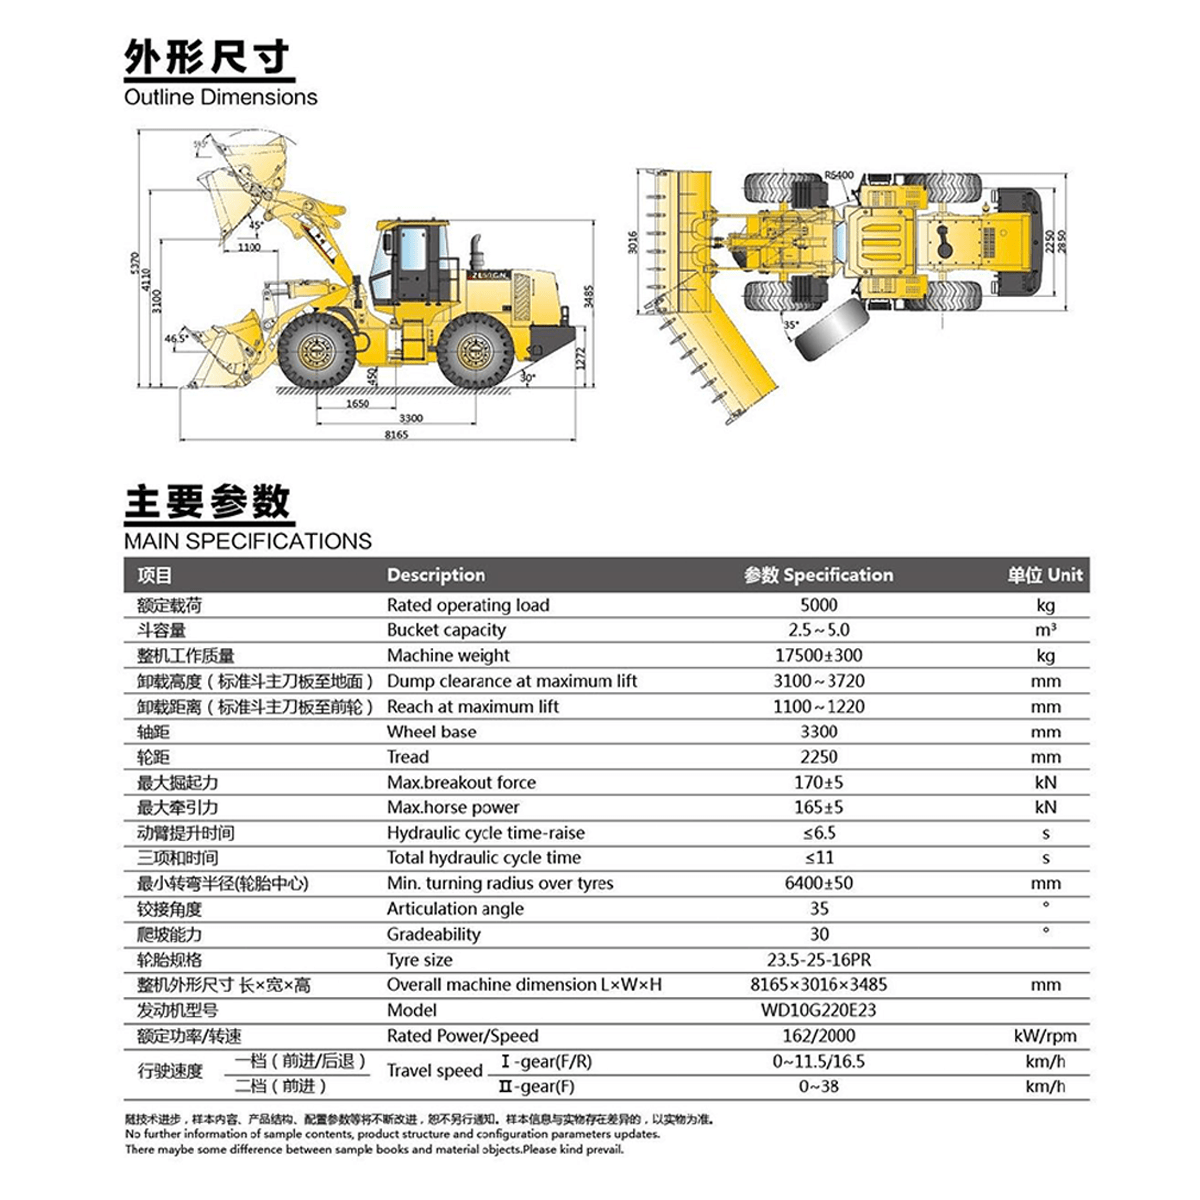 外形尺寸
Outline Dimensions
45°
1100
5370
4110
3100
46.5°
450
1650
3300
8165
30°
1272
3485
3016
R5400
35°
2250
2850
主要参数
MAIN SPECIFICATIONS
项目 Description 参数 Specification 单位 Unit
额定载荷 Rated operating load 5000 kg
斗容量 Bucket capacity 2.5~5.0 m³
整机工作质量 Machine weight 17500±300 kg
卸载高度（标准斗主刀板至地面） Dump clearance at maximum lift 3100~3720 mm
卸载距离（标准斗主刀板至前轮） Reach at maximum lift 1100~1220 mm
轴距 Wheel base 3300 mm
轮距 Tread 2250 mm
最大掘起力 Max.breakout force 170±5 kN
最大牵引力 Max.horse power 165±5 kN
动臂提升时间 Hydraulic cycle time-raise ≤6.5 s
三项和时间 Total hydraulic cycle time ≤11 s
最小转弯半径(轮胎中心) Min. turning radius over tyres 6400±50 mm
铰接角度 Articulation angle 35 °
爬坡能力 Gradeability 30 °
轮胎规格 Tyre size 23.5-25-16PR
整机外形尺寸 长×宽×高 Overall machine dimension L×W×H 8165×3016×3485 mm
发动机型号 Model WD10G220E23
额定功率/转速 Rated Power/Speed 162/2000 kW/rpm
行驶速度 一档（前进/后退） Travel speed Ⅰ-gear(F/R) 0~11.5/16.5 km/h
二档（前进） Ⅱ-gear(F) 0~38 km/h
随技术进步，样本内容、产品结构、配置参数等将不断改进，恕不另行通知。样本信息与实物存在差异的，以实物为准。
No further information of sample contents, product structure and configuration parameters updates.
There maybe some difference between sample books and material objects.Please kind prevail.